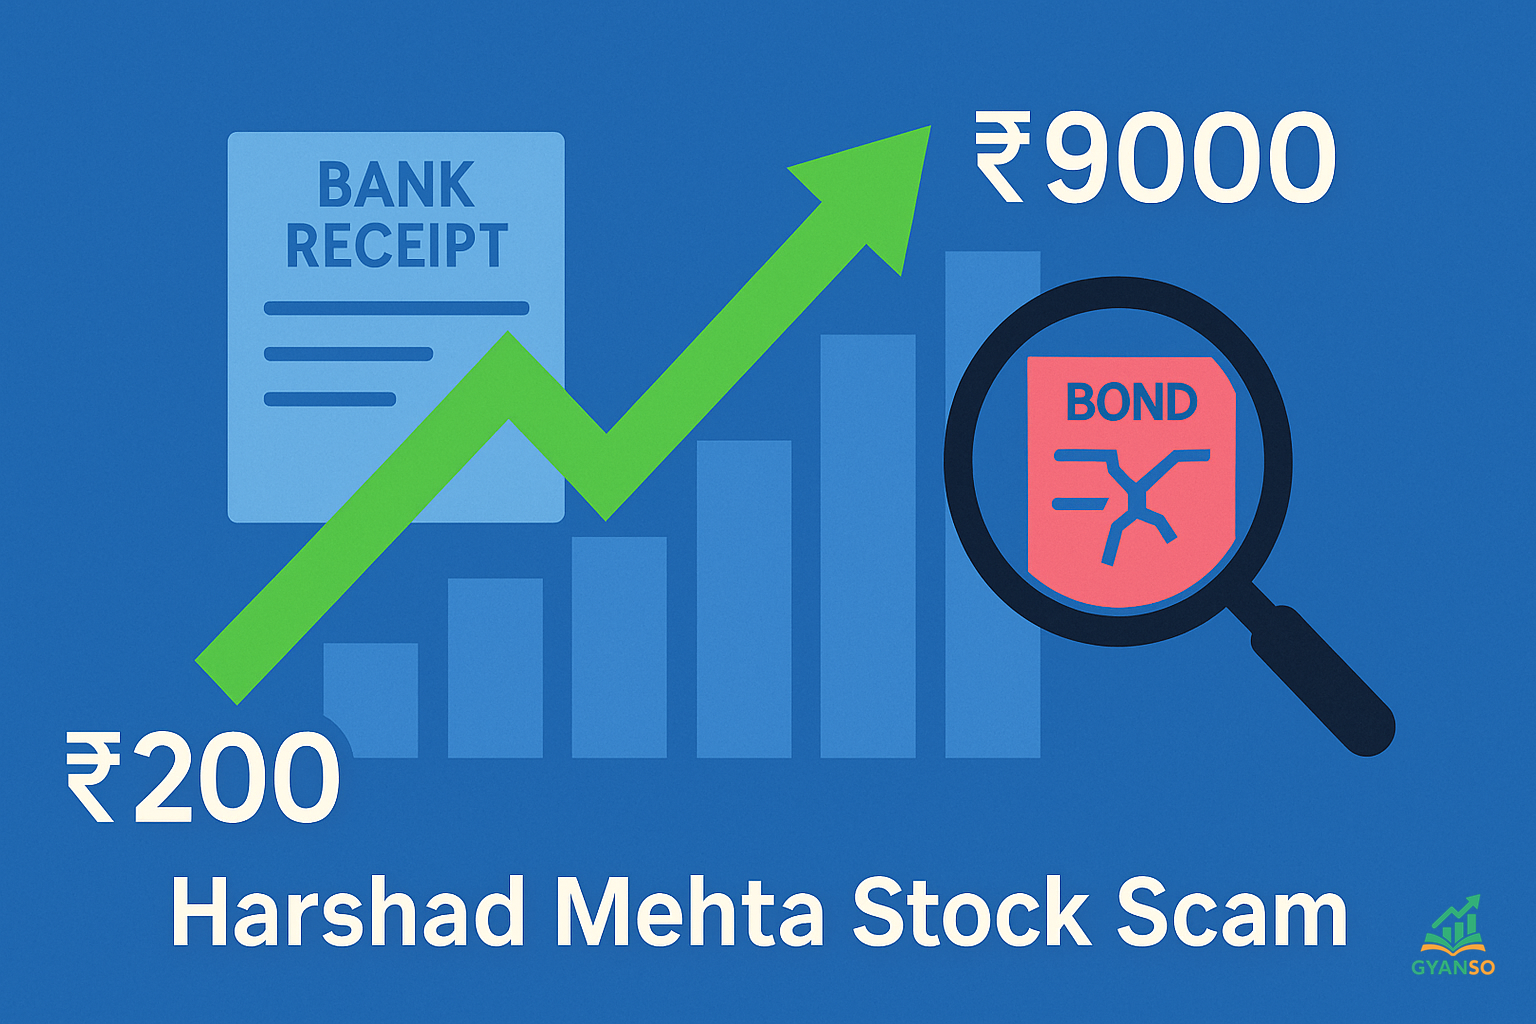 BANK
RECEIPT
₹9000
BOND
₹200
Harshad Mehta Stock Scam
GYANSO